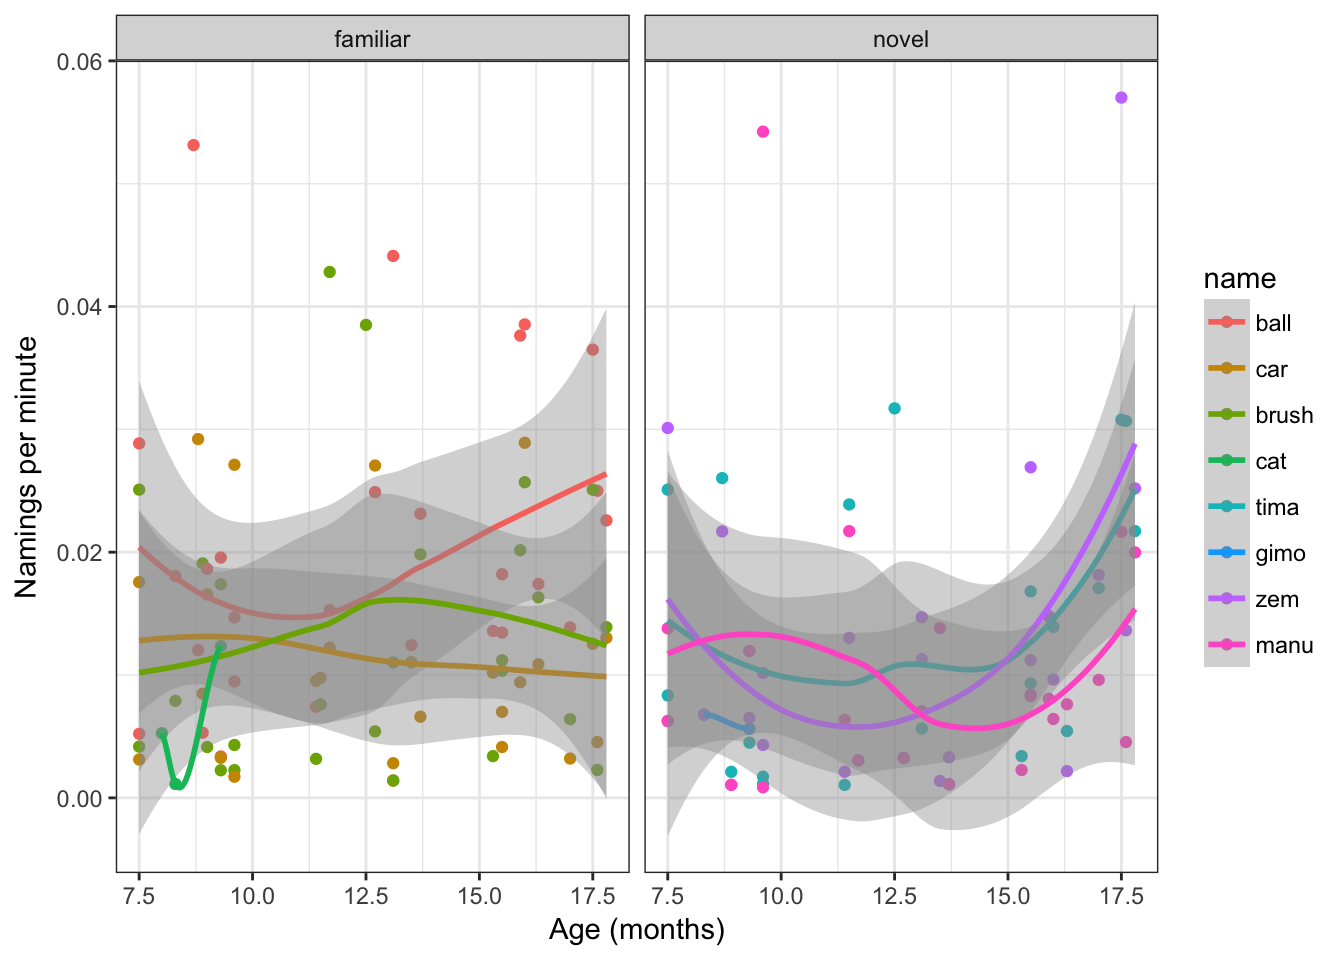 familiar
novel
0.06
0.04
0.02
0.00
Namings per minute
7.5 10.0 12.5 15.0 17.5
7.5 10.0 12.5 15.0 17.5
Age (months)
name
ball
car
brush
cat
tima
gimo
zem
manu